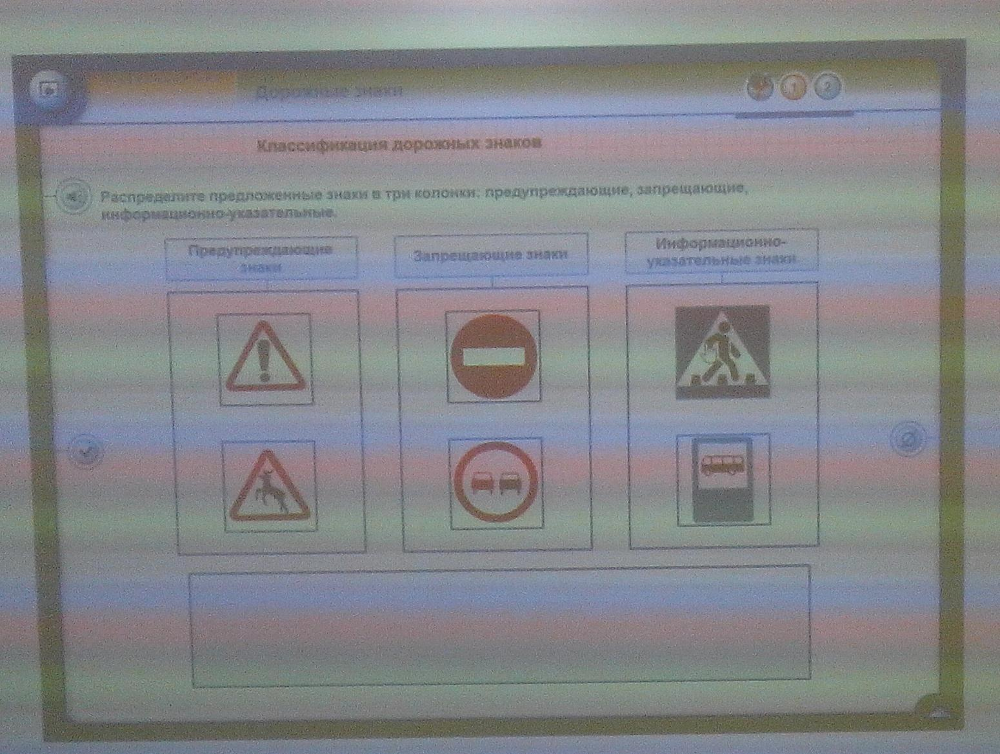 Дорожные знаки
1
2
Классификация дорожных знаков
Распределите предложенные знаки в три колонки: предупреждающие, запрещающие,
информационно-указательные.
Предупреждающие
знаки
Запрещающие знаки
Информационно-
указательные знаки